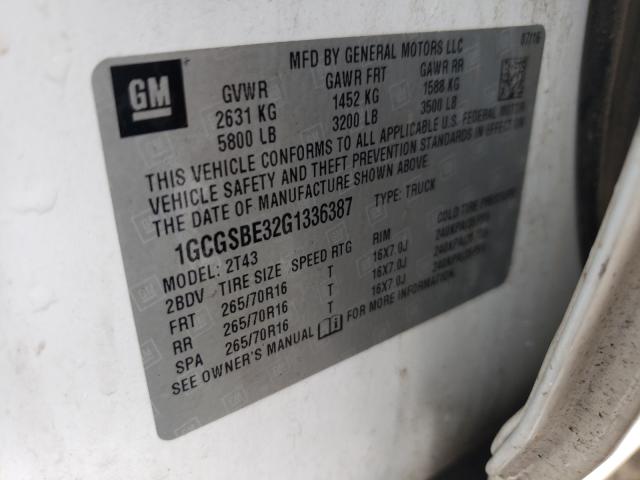 GM
MFD BY GENERAL MOTORS LLC 07/16
GVWR GAWR FRT GAWR RR
2631 KG 1452 KG 1588 KG
5800 LB 3200 LB 3500 LB
THIS VEHICLE CONFORMS TO ALL APPLICABLE U.S. FEDERAL MOTOR
VEHICLE SAFETY AND THEFT PREVENTION STANDARDS IN EFFECT ON
THE DATE OF MANUFACTURE SHOWN ABOVE.
1GCGSBE32G1336387 TYPE: TRUCK
MODEL: 2T43
2BDV TIRE SIZE SPEED RTG RIM COLD TIRE
FRT 265/70R16 T 16X7.0J
RR 265/70R16 T 16X7.0J
SPA 265/70R16 T 16X7.0J
SEE OWNER'S MANUAL FOR MORE INFORMATION